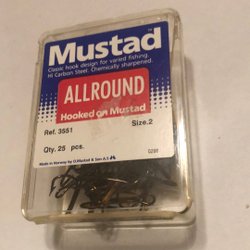 Mustad
Classic hook design for varied fishing.
Hi Carbon Steel. Chemically sharpened.
ALLROUND
Hooked on Mustad
Ref. 3551
Size. 2
Qty. 25 pcs.
Made in Norway by O.Mustad & Søn A.S